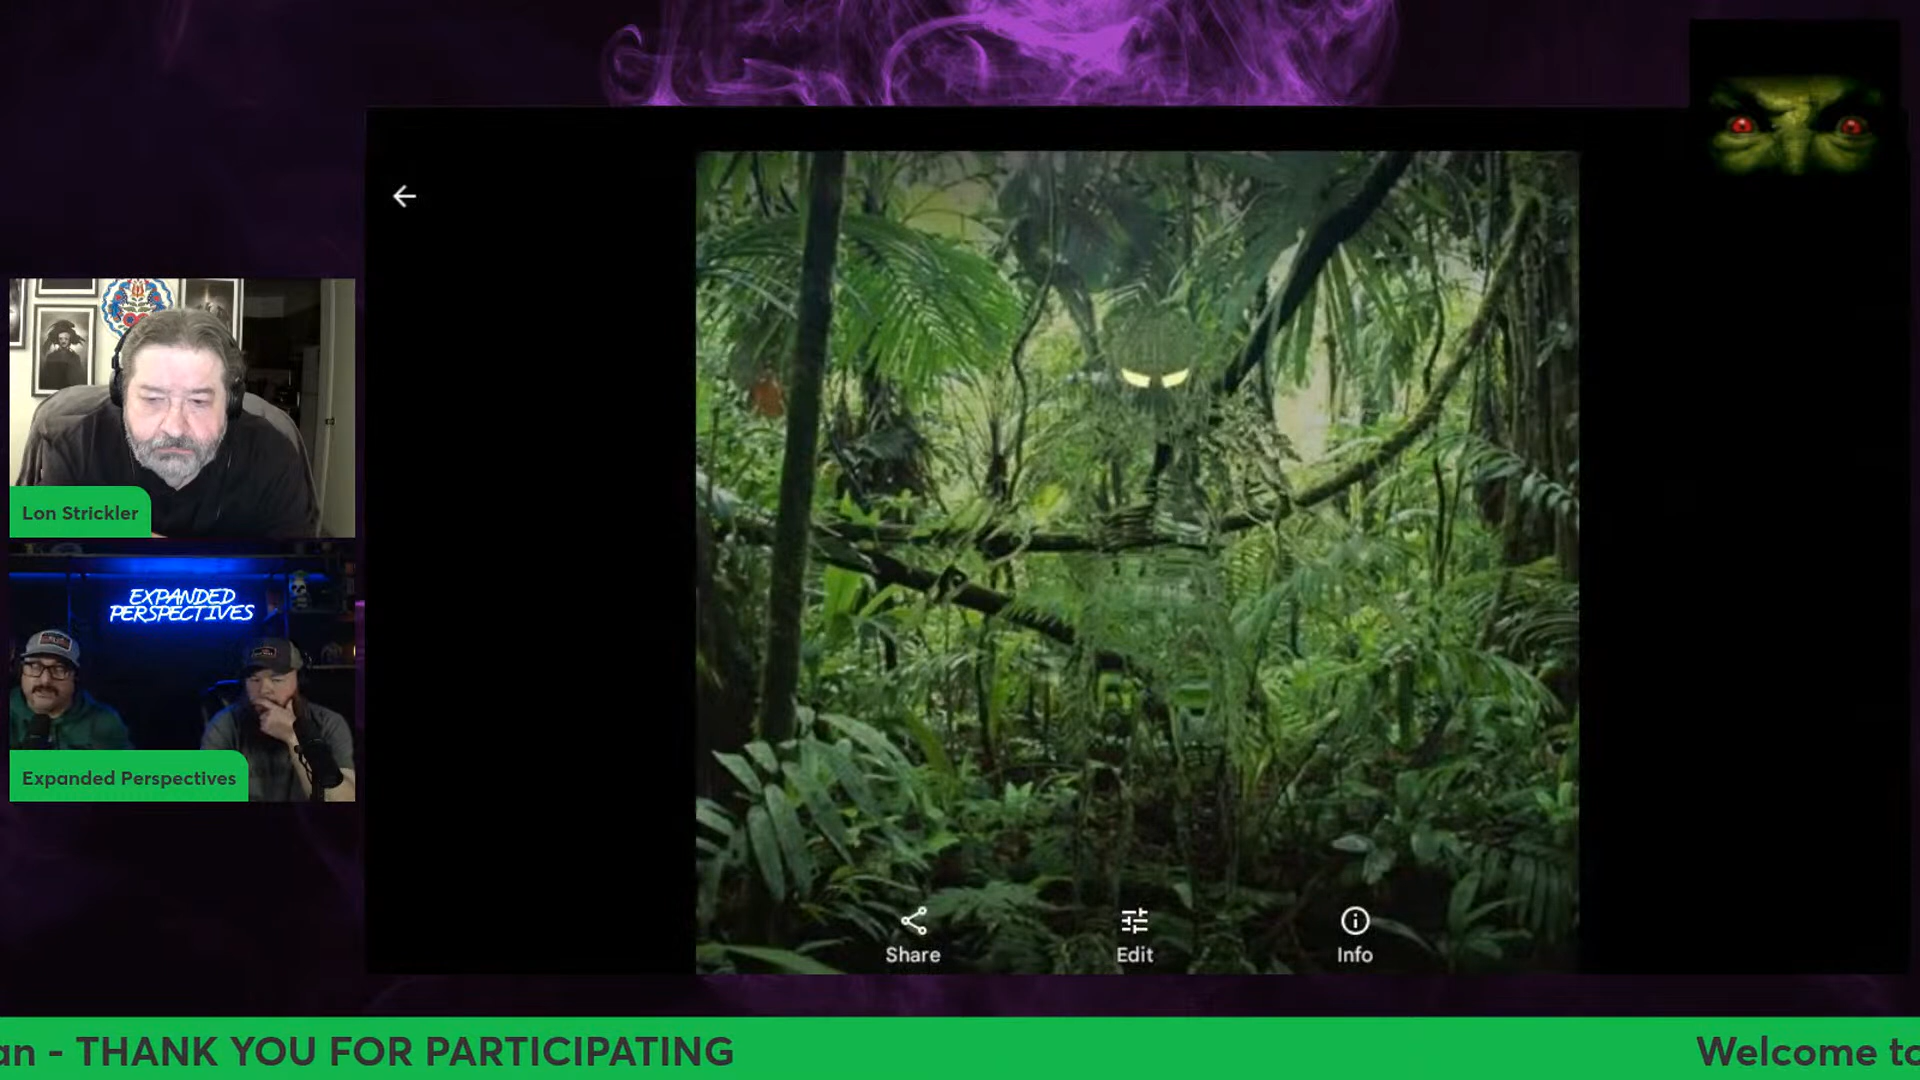 Lon Strickler
EXPANDED
PERSPECTIVES
Expanded Perspectives
Share
Edit
Info
an - THANK YOU FOR PARTICIPATING
Welcome to